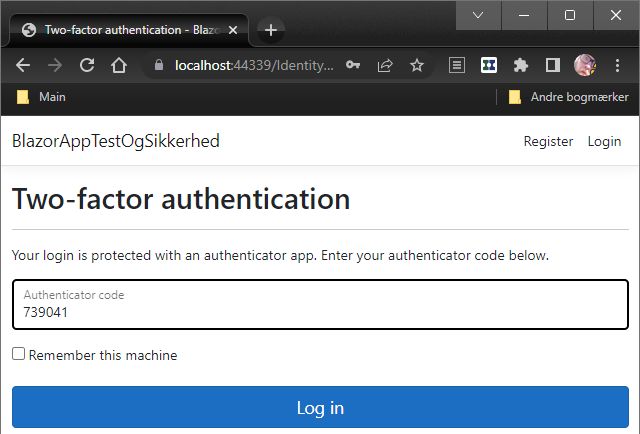 Two-factor authentication - Blazo
localhost:44339/Identity...
Main
Andre bogmærker
BlazorAppTestOgSikkerhed
Register
Login
Two-factor authentication
Your login is protected with an authenticator app. Enter your authenticator code below.
Authenticator code
739041
Remember this machine
Log in